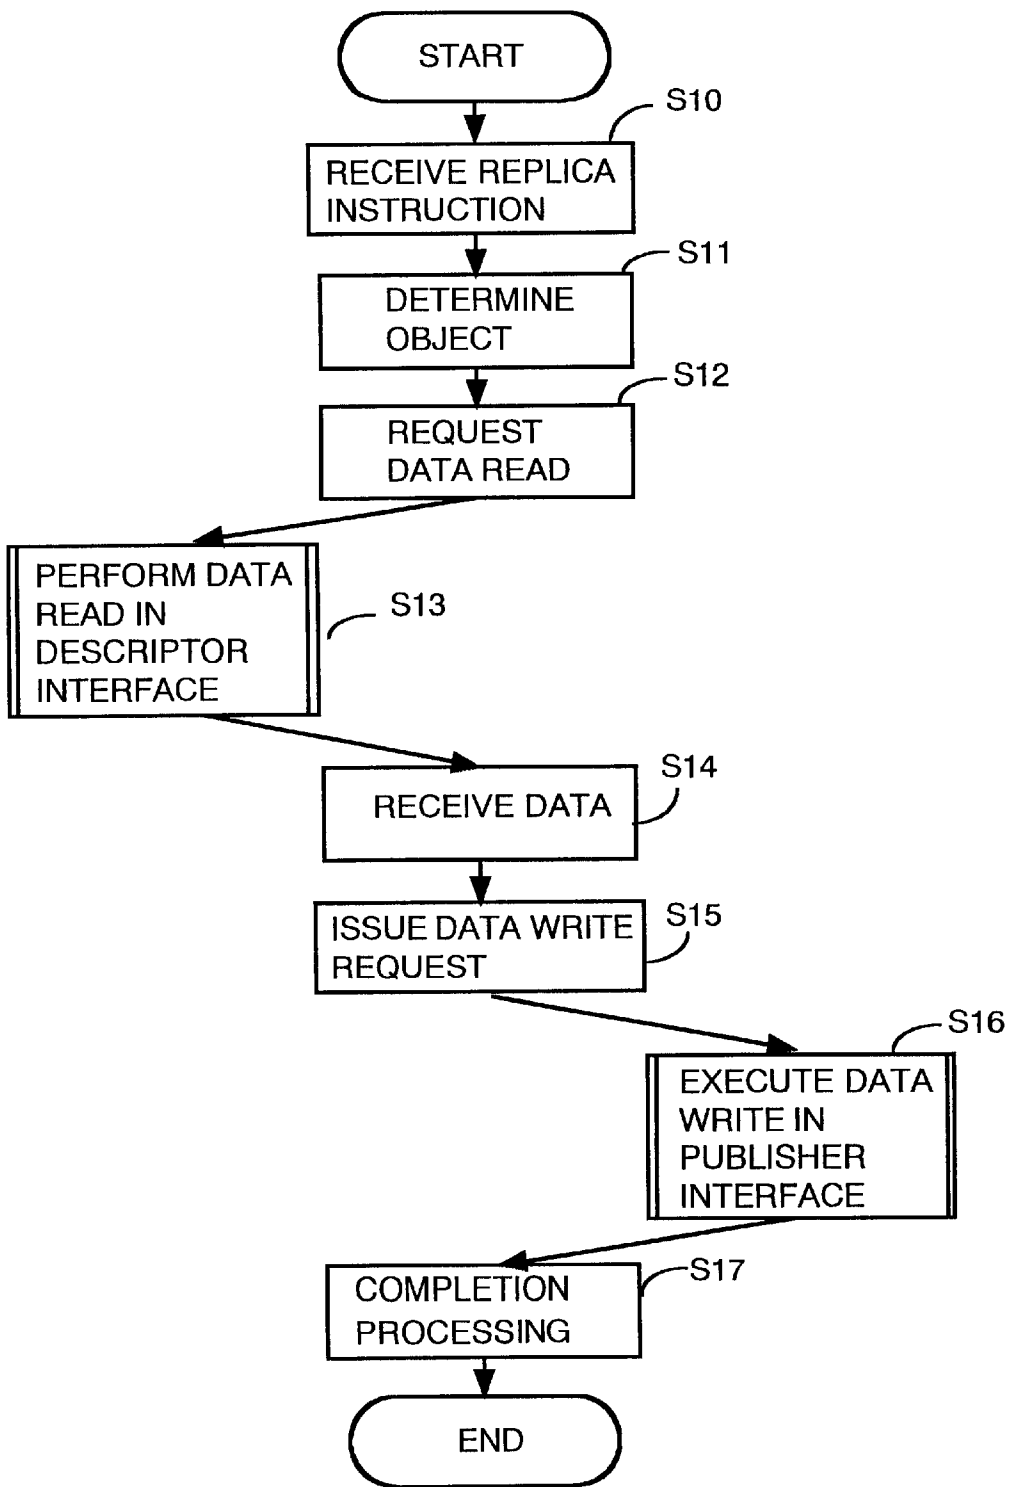 START
S10
RECEIVE REPLICA
INSTRUCTION
S11
DETERMINE
OBJECT
S12
REQUEST
DATA READ
PERFORM DATA
READ IN
DESCRIPTOR
INTERFACE
S13
S14
RECEIVE DATA
S15
ISSUE DATA WRITE
REQUEST
S16
EXECUTE DATA
WRITE IN
PUBLISHER
INTERFACE
S17
COMPLETION
PROCESSING
END